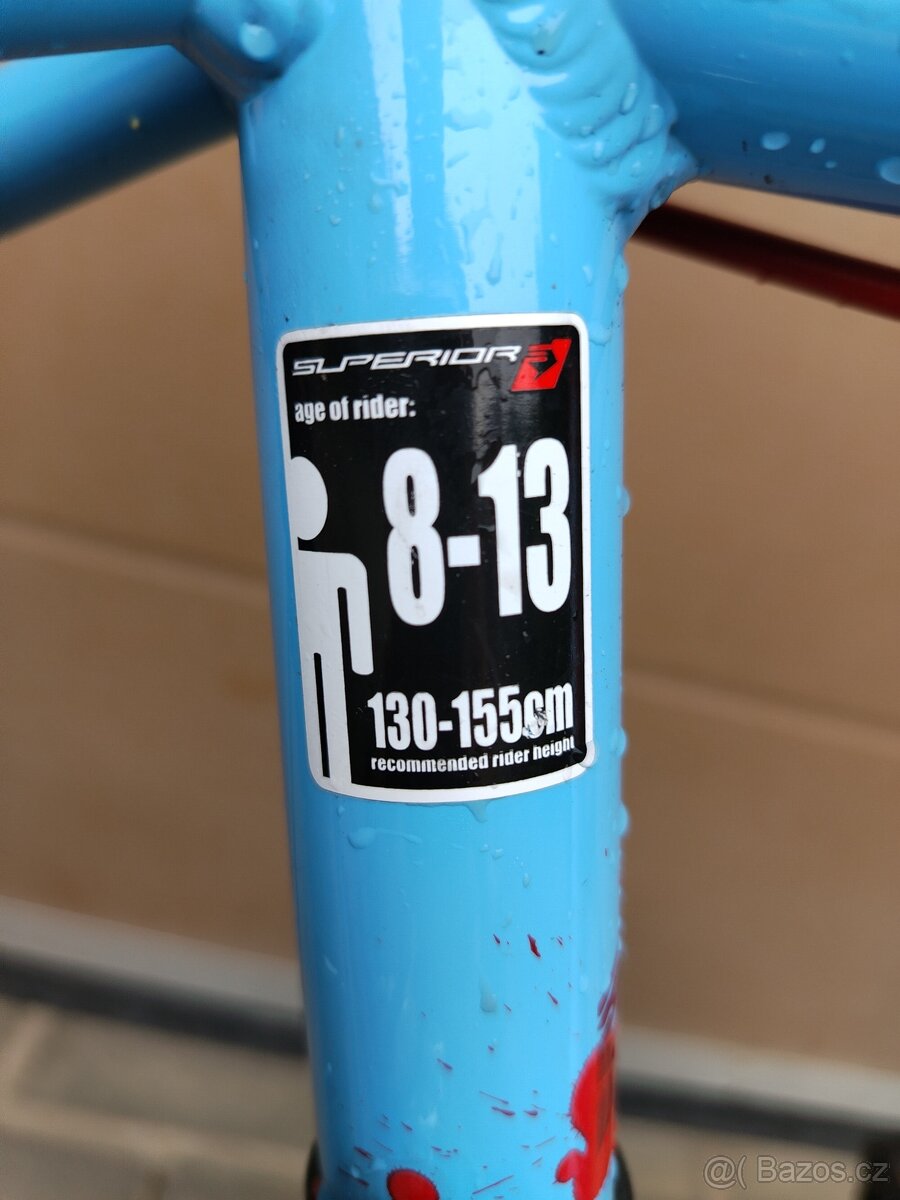 SUPERIOR
age of rider:
8-13
130-155cm
recommended rider height
@( Bazos.cz